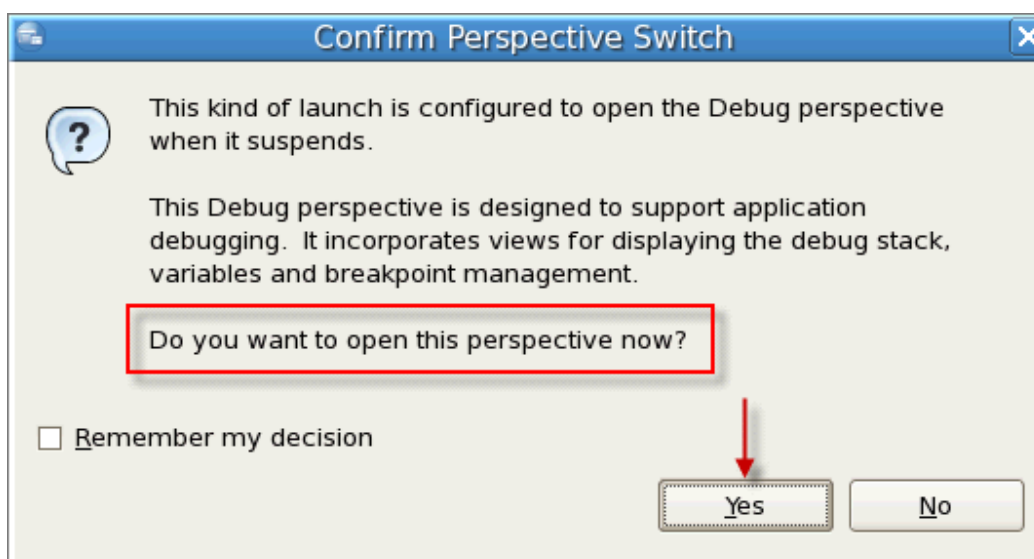 Confirm Perspective Switch
This kind of launch is configured to open the Debug perspective
when it suspends.
This Debug perspective is designed to support application
debugging.  It incorporates views for displaying the debug stack,
variables and breakpoint management.
Do you want to open this perspective now?
Remember my decision
Yes
No